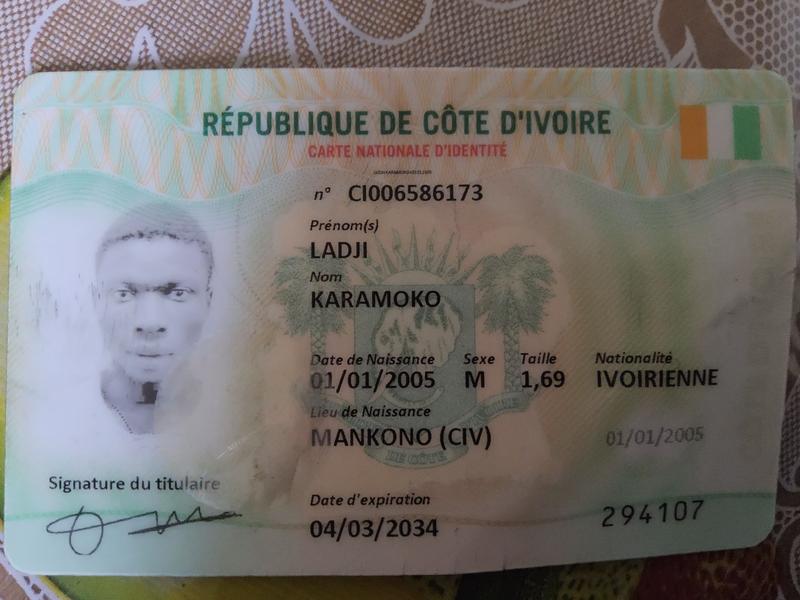 RÉPUBLIQUE DE CÔTE D'IVOIRE
CARTE NATIONALE D'IDENTITÉ
n° CI006586173
Prénom(s)
LADJI
Nom
KARAMOKO
Date de Naissance Sexe Taille Nationalité
01/01/2005 M 1,69 IVOIRIENNE
Lieu de Naissance
MANKONO (CIV)
01/01/2005
DE CÔTE
Signature du titulaire
Date d'expiration
04/03/2034
294107